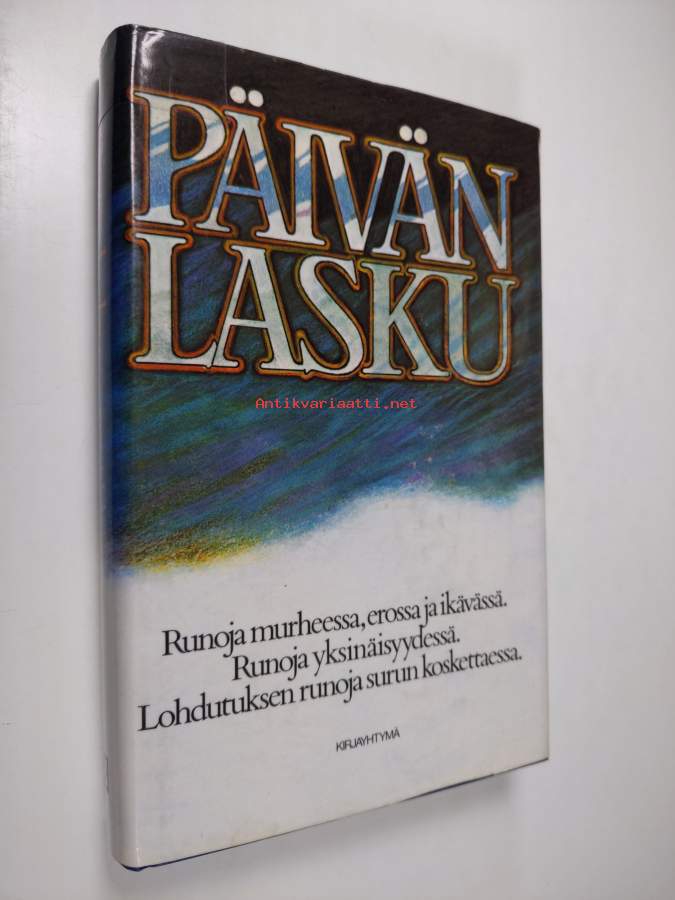 PÄIVÄN
LASKU
Antikvariaatti.net
Runoja murheessa, erossa ja ikävässä.
Runoja yksinäisyydessä.
Lohdutuksen runoja surun koskettaessa.
KIRJAYHTYMÄ